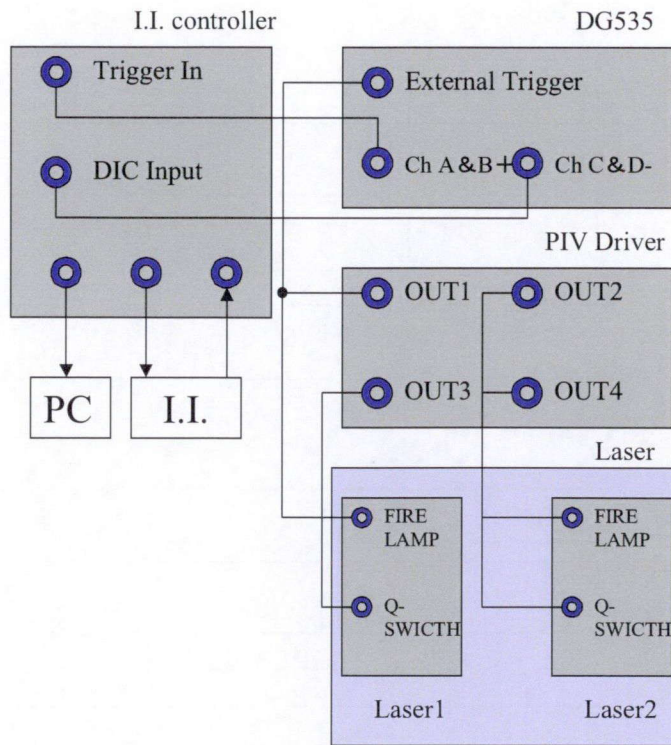 I.I. controller
DG535
Trigger In
External Trigger
DIC Input
Ch A&B+
Ch C&D-
PIV Driver
OUT1
OUT2
PC
I.I.
OUT3
OUT4
Laser
FIRE
LAMP
FIRE
LAMP
Q-
SWICTH
Q-
SWICTH
Laser1
Laser2